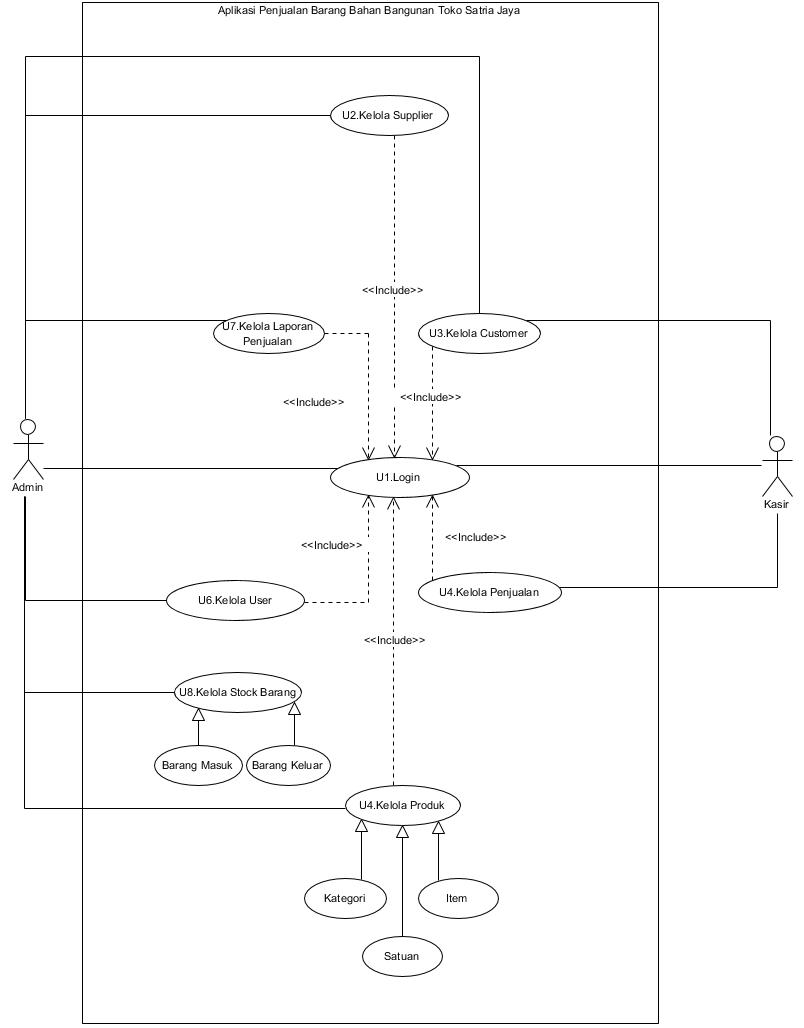 Aplikasi Penjualan Barang Bahan Bangunan Toko Satria Jaya
U2.Kelola Supplier
<<Include>>
U7.Kelola Laporan
Penjualan
U3.Kelola Customer
<<Include>>
<<Include>>
Admin
U1.Login
Kasir
<<Include>>
<<Include>>
U6.Kelola User
U4.Kelola Penjualan
<<Include>>
U8.Kelola Stock Barang
Barang Masuk
Barang Keluar
U4.Kelola Produk
Kategori
Item
Satuan